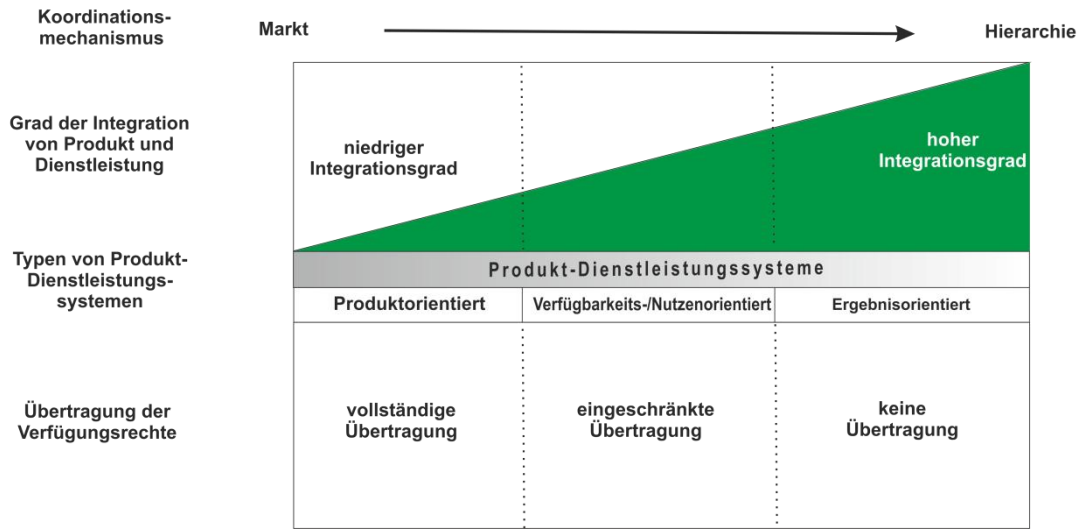 Koordinations-
mechanismus
Markt
Hierarchie
Grad der Integration
von Produkt und
Dienstleistung
niedriger
Integrationsgrad
hoher
Integrationsgrad
Typen von Produkt-
Dienstleistungs-
systemen
Produkt-Dienstleistungssysteme
Produktorientiert
Verfügbarkeits-/Nutzenorientiert
Ergebnisorientiert
Übertragung der
Verfügungsrechte
vollständige
Übertragung
eingeschränkte
Übertragung
keine
Übertragung